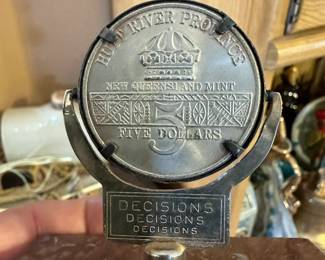 HUTT RIVER PROVINCE
NEW QUEENSLAND MINT
FIVE DOLLARS
DECISIONS
DECISIONS
DECISIONS